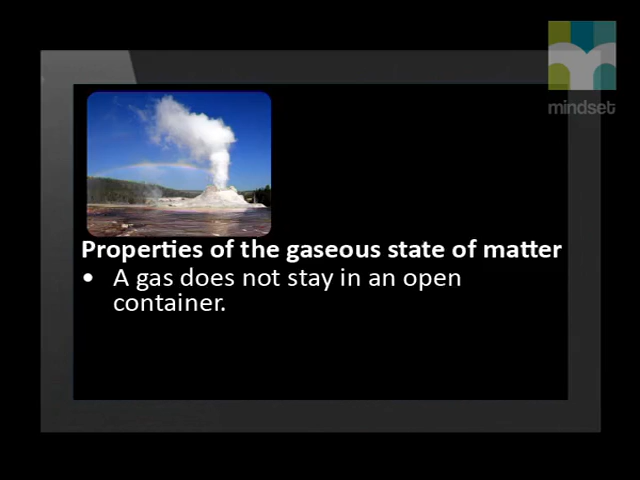 mindset
Properties of the gaseous state of matter
• A gas does not stay in an open
container.